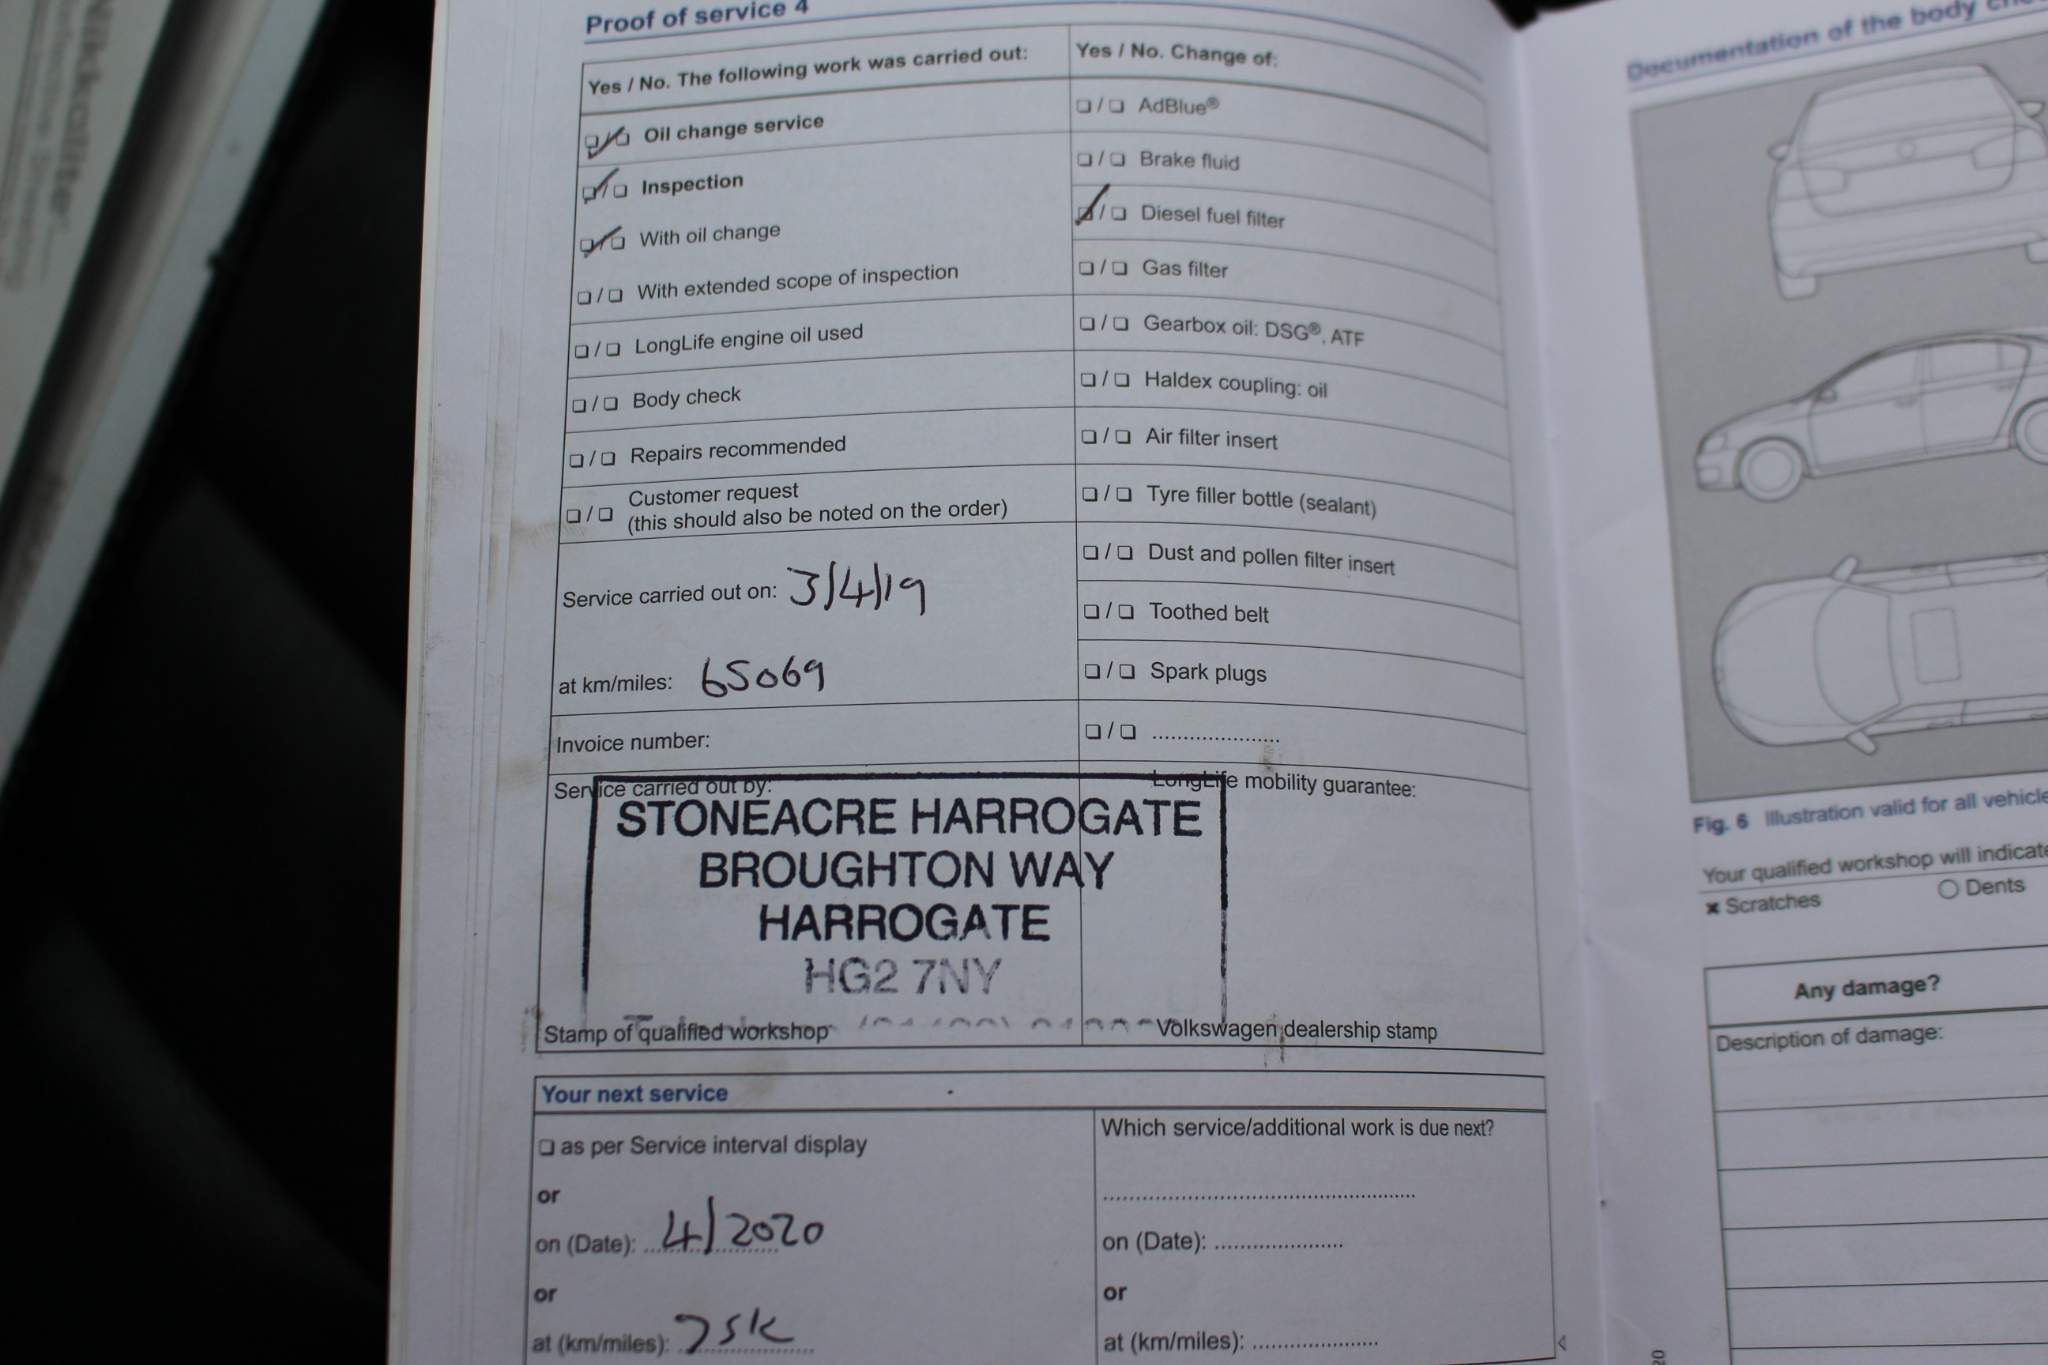 Nikkalite
Proof of service 4
Yes / No. The following work was carried out:
Oil change service
Inspection
With oil change
With extended scope of inspection
LongLife engine oil used
Body check
Repairs recommended
Customer request
(this should also be noted on the order)
Service carried out on: 3/4/19
at km/miles: 65069
Invoice number:
Yes / No. Change of:
AdBlue®
Brake fluid
Diesel fuel filter
Gas filter
Gearbox oil: DSG®, ATF
Haldex coupling: oil
Air filter insert
Tyre filler bottle (sealant)
Dust and pollen filter insert
Toothed belt
Spark plugs
Service carried out by:
LongLife mobility guarantee:
STONEACRE HARROGATE
BROUGHTON WAY
HARROGATE
HG2 7NY
Stamp of qualified workshop
Volkswagen dealership stamp
Your next service
as per Service interval display
or
on (Date): 4/2020
or
at (km/miles): 75K
Which service/additional work is due next?
on (Date):
or
at (km/miles):
Documentation of the body
Fig. 6 Illustration valid for all
Your qualified workshop will
Scratches
Dents
Any damage?
Description of damage: